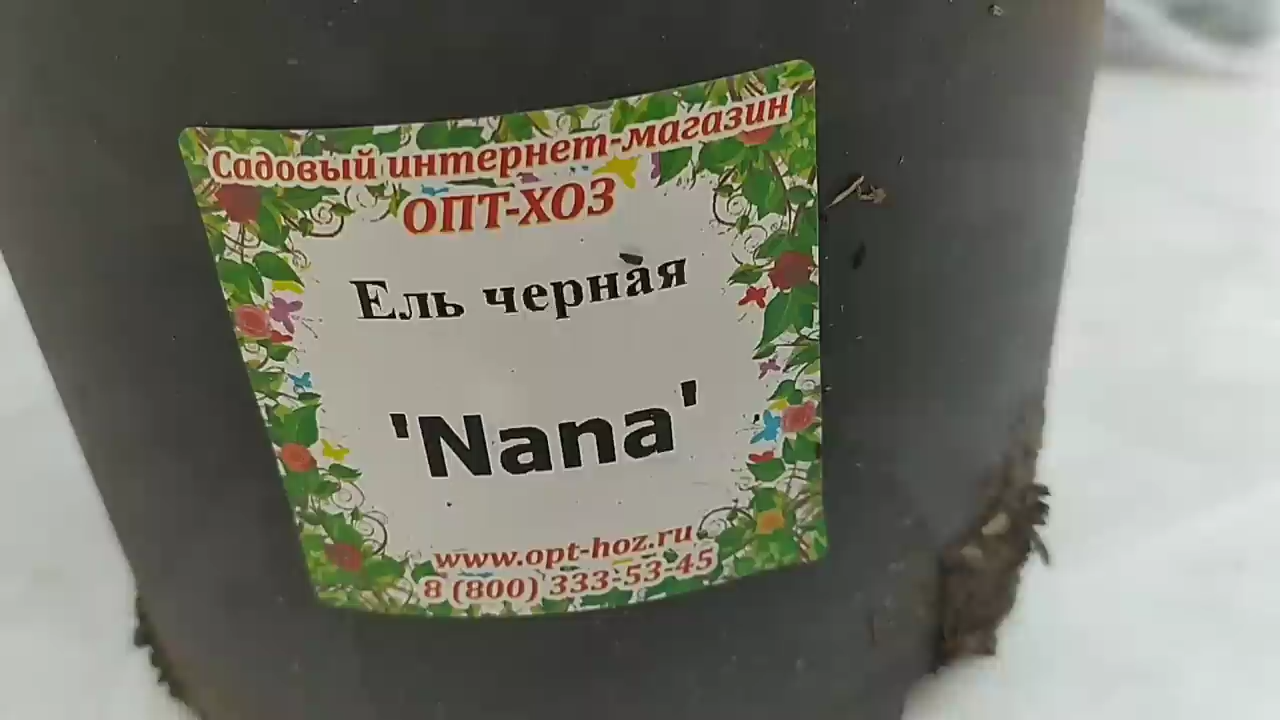 Садовый интернет-магазин
ОПТ-ХОЗ
Ель черная
'Nana'
www.opt-hoz.ru
8 (800) 333-53-45